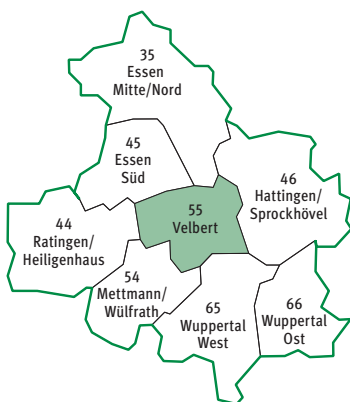 35
Essen
Mitte/Nord
45
Essen
Süd
46
Hattingen/
Sprockhövel
55
Velbert
44
Ratingen/
Heiligenhaus
54
Mettmann/
Wülfrath
65
Wuppertal
West
66
Wuppertal
Ost